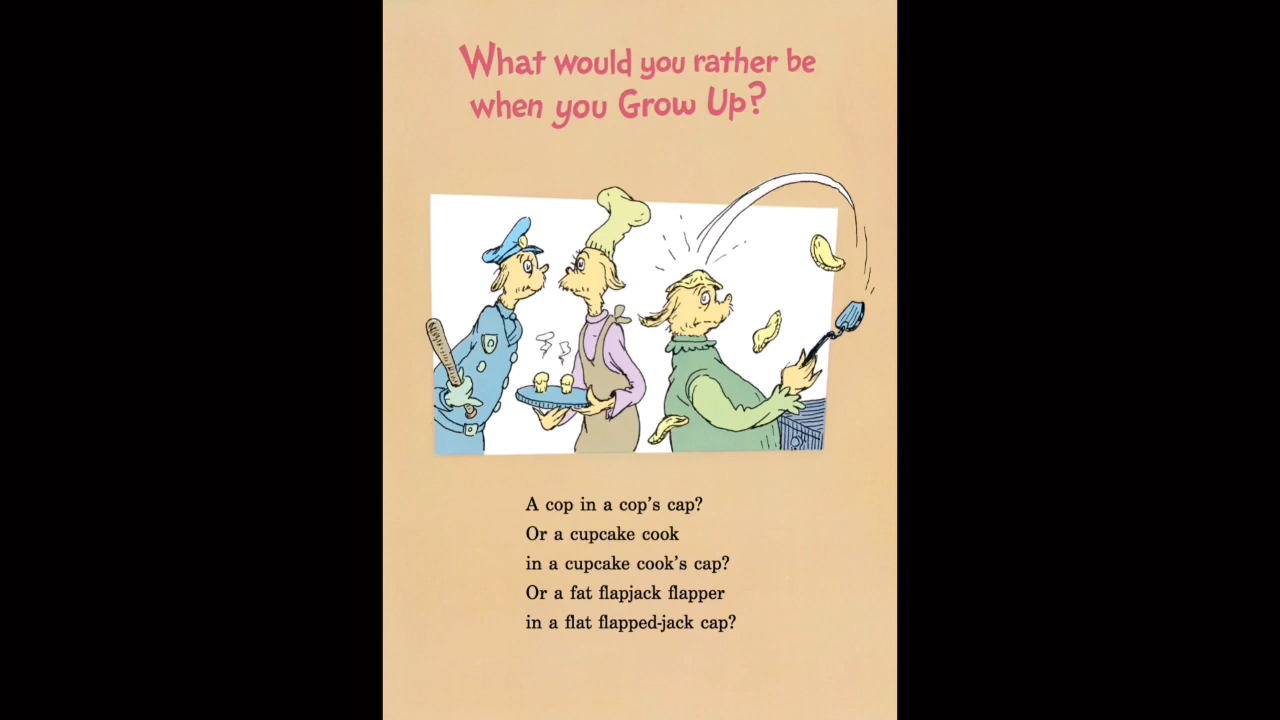 What would you rather be
when you Grow Up?
A cop in a cop's cap?
Or a cupcake cook
in a cupcake cook's cap?
Or a fat flapjack flapper
in a flat flapped-jack cap?